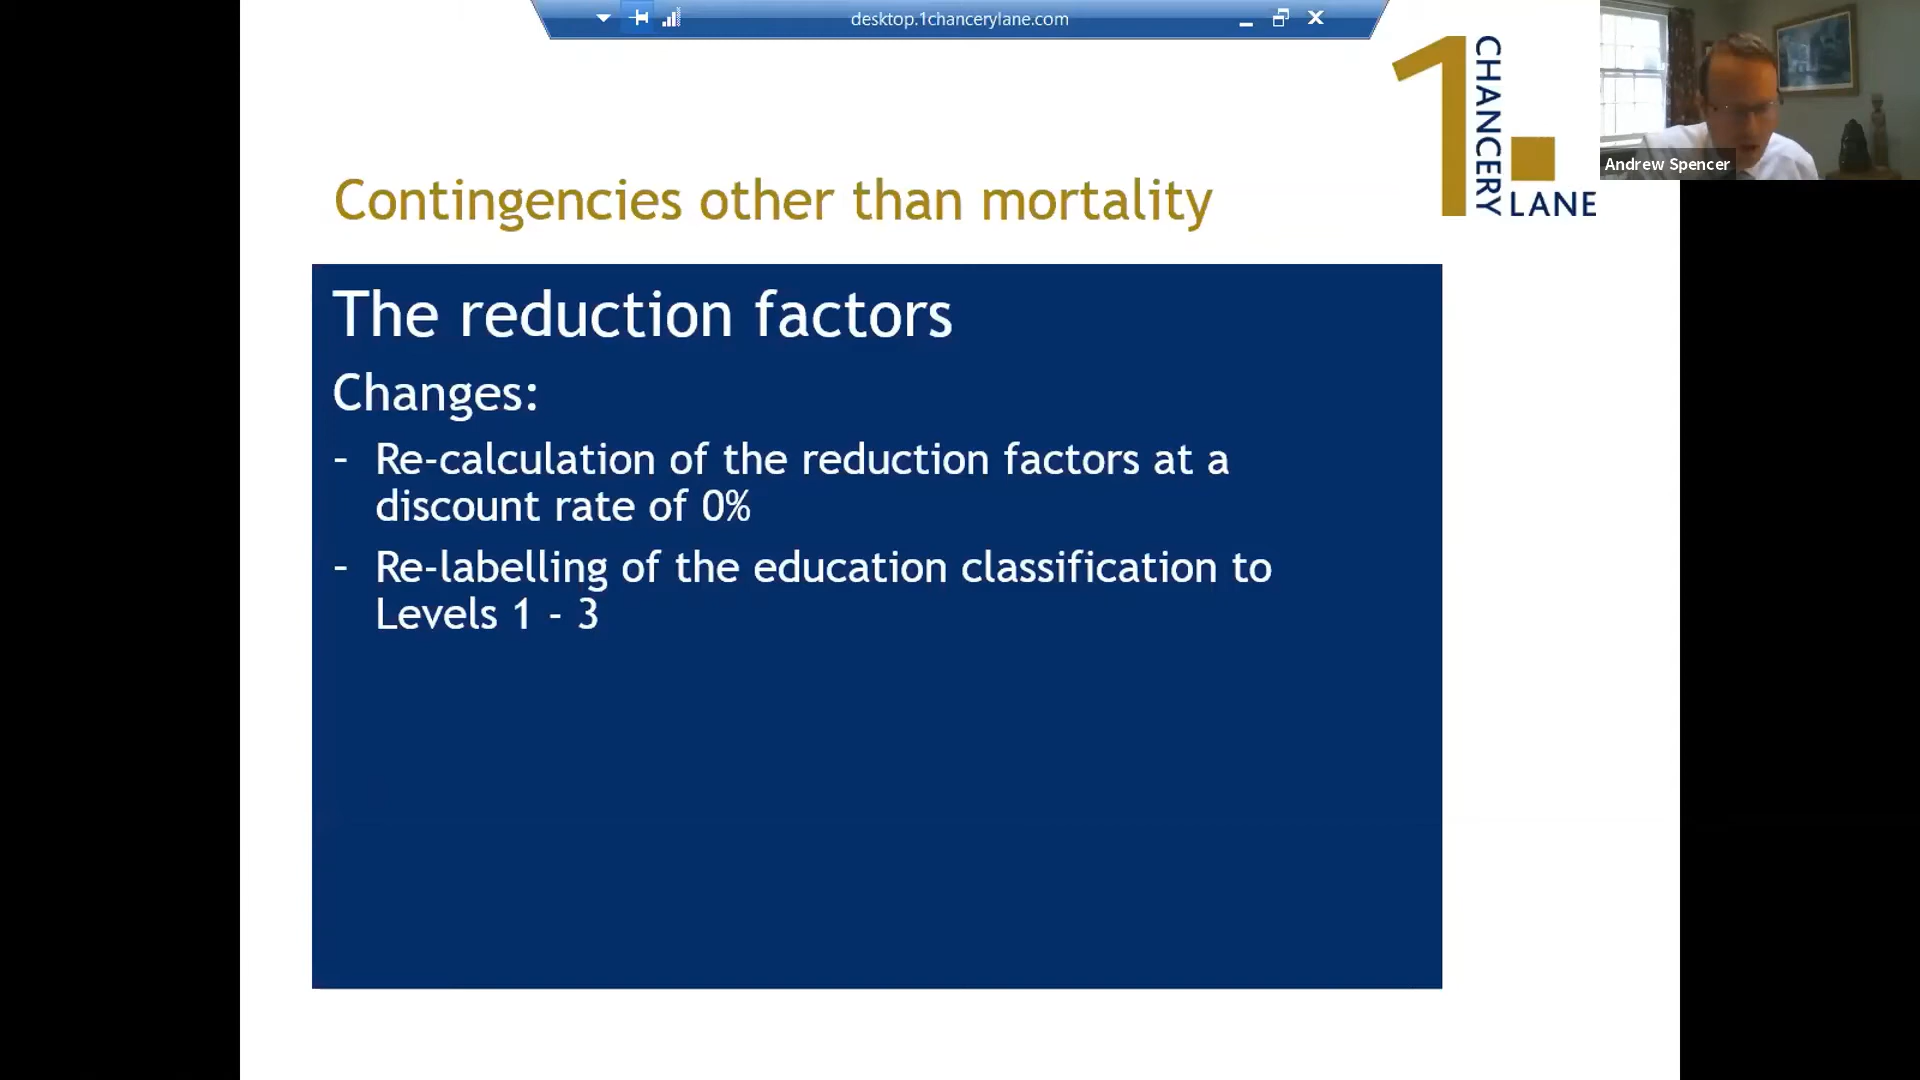 desktop.1chancerylane.com
1 CHANCERY LANE
Andrew Spencer
Contingencies other than mortality
The reduction factors
Changes:
- Re-calculation of the reduction factors at a
discount rate of 0%
- Re-labelling of the education classification to
Levels 1 - 3